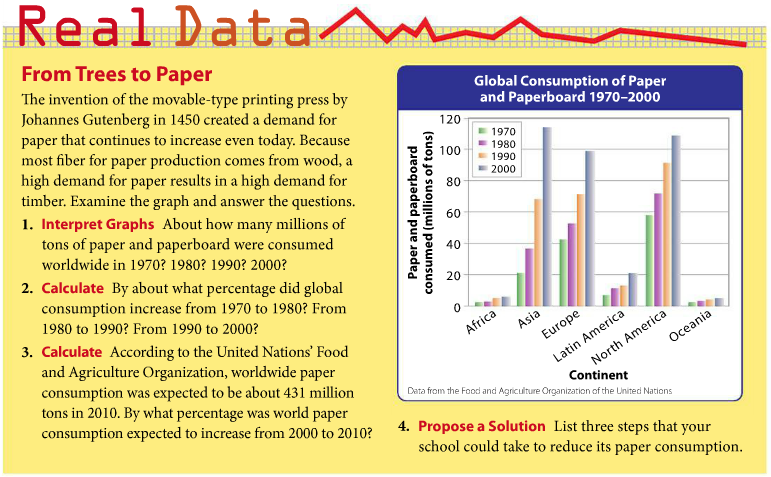 Real Data
From Trees to Paper
The invention of the movable-type printing press by
Johannes Gutenberg in 1450 created a demand for
paper that continues to increase even today. Because
most fiber for paper production comes from wood, a
high demand for paper results in a high demand for
timber. Examine the graph and answer the questions.
1. Interpret Graphs About how many millions of
tons of paper and paperboard were consumed
worldwide in 1970? 1980? 1990? 2000?
2. Calculate By about what percentage did global
consumption increase from 1970 to 1980? From
1980 to 1990? From 1990 to 2000?
3. Calculate According to the United Nations' Food
and Agriculture Organization, worldwide paper
consumption was expected to be about 431 million
tons in 2010. By what percentage was world paper
consumption expected to increase from 2000 to 2010?
Global Consumption of Paper
and Paperboard 1970–2000
Paper and paperboard
consumed (millions of tons)
120
100
80
60
40
20
0
1970
1980
1990
2000
Africa
Asia
Europe
Latin America
North America
Oceania
Continent
Data from the Food and Agriculture Organization of the United Nations
4. Propose a Solution List three steps that your
school could take to reduce its paper consumption.